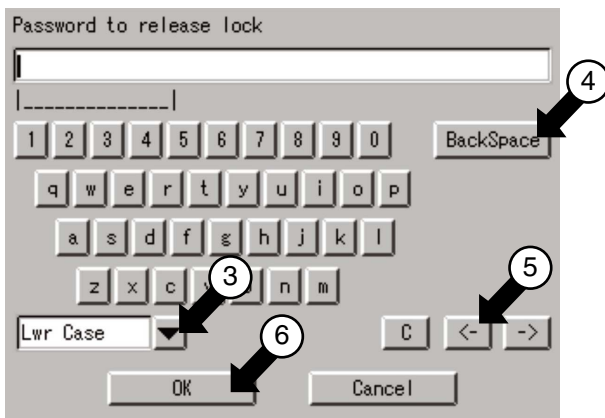 Password to release lock
|______________|
4
1 2 3 4 5 6 7 8 9 0 BackSpace
q w e r t y u i o p
a s d f g h j k l
5
z x c n m
3
Lwr Case C <- ->
6
OK Cancel